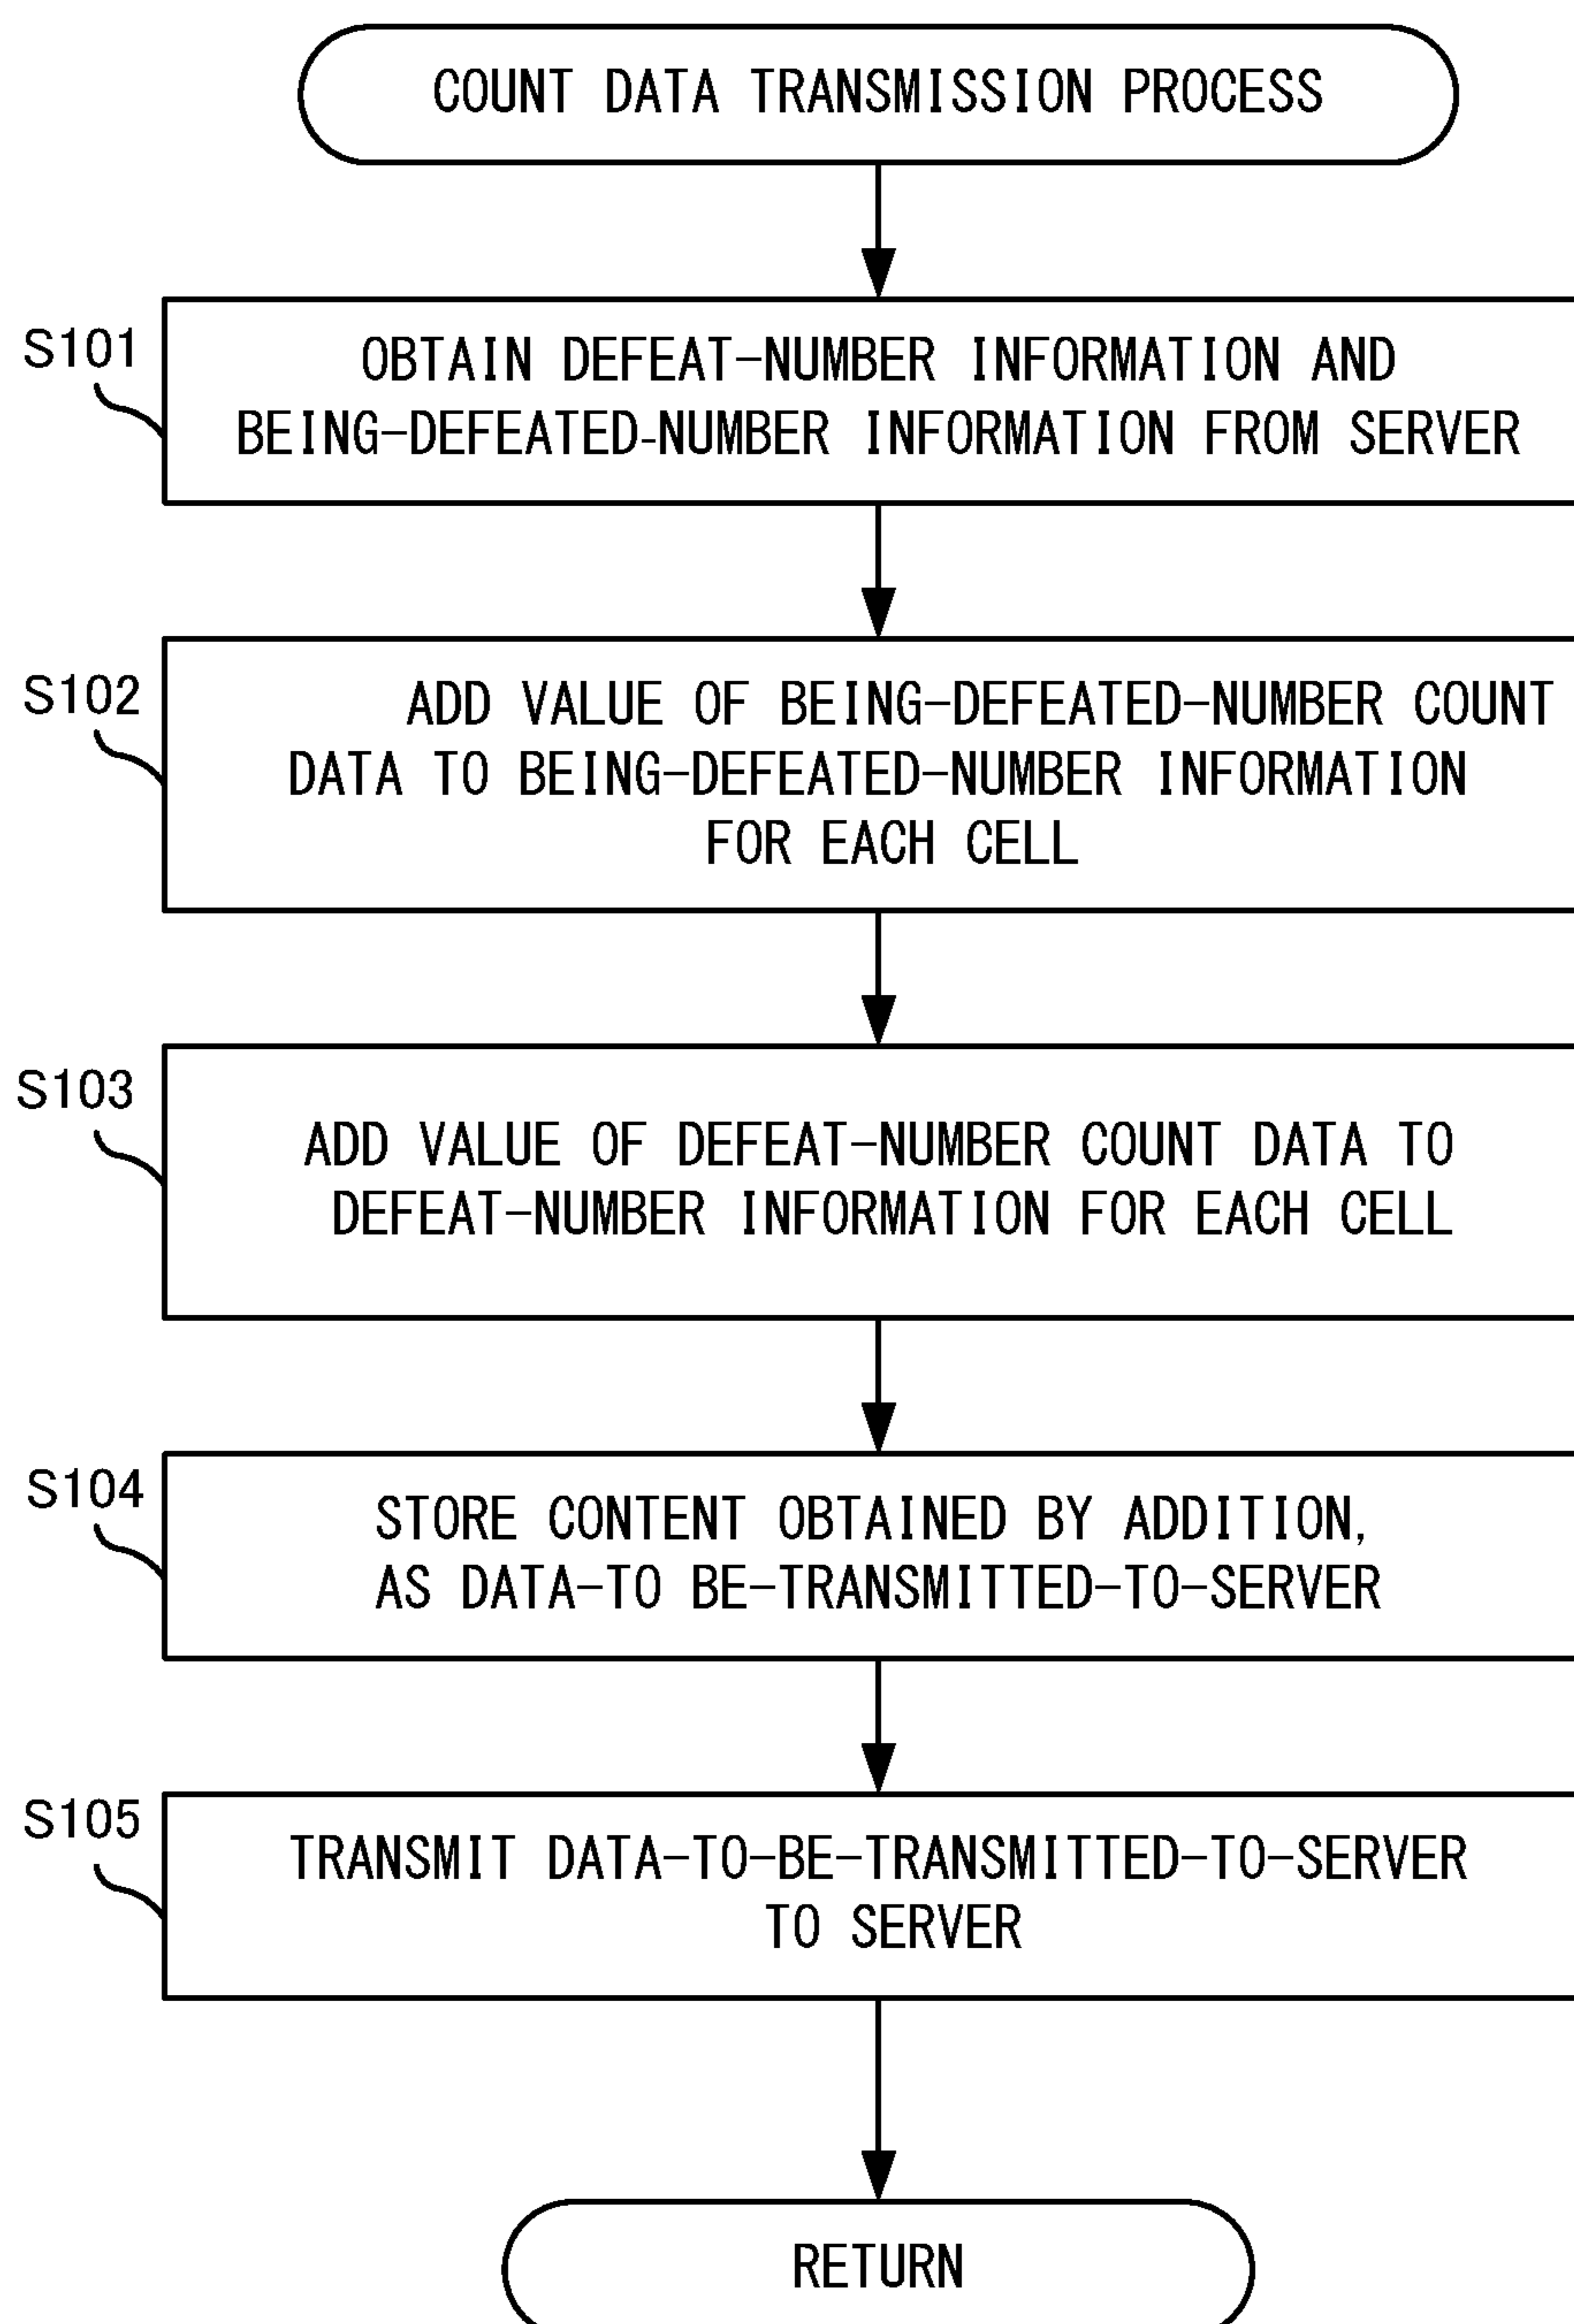 COUNT DATA TRANSMISSION PROCESS
S101
OBTAIN DEFEAT-NUMBER INFORMATION AND
BEING-DEFEATED-NUMBER INFORMATION FROM SERVER
S102
ADD VALUE OF BEING-DEFEATED-NUMBER COUNT
DATA TO BEING-DEFEATED-NUMBER INFORMATION
FOR EACH CELL
S103
ADD VALUE OF DEFEAT-NUMBER COUNT DATA TO
DEFEAT-NUMBER INFORMATION FOR EACH CELL
S104
STORE CONTENT OBTAINED BY ADDITION,
AS DATA-TO BE-TRANSMITTED-TO-SERVER
S105
TRANSMIT DATA-TO-BE-TRANSMITTED-TO-SERVER
TO SERVER
RETURN